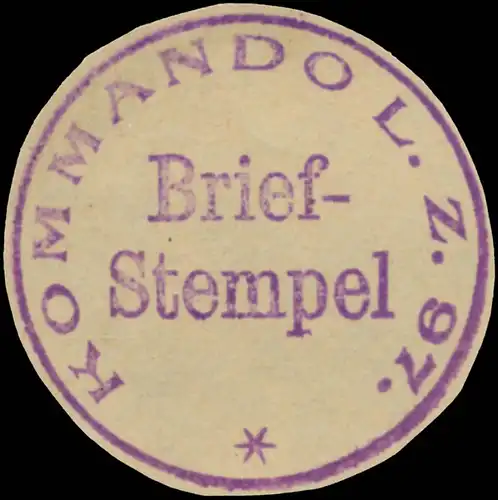 KOMMANDO L. Z. 97.
Brief-
Stempel
*